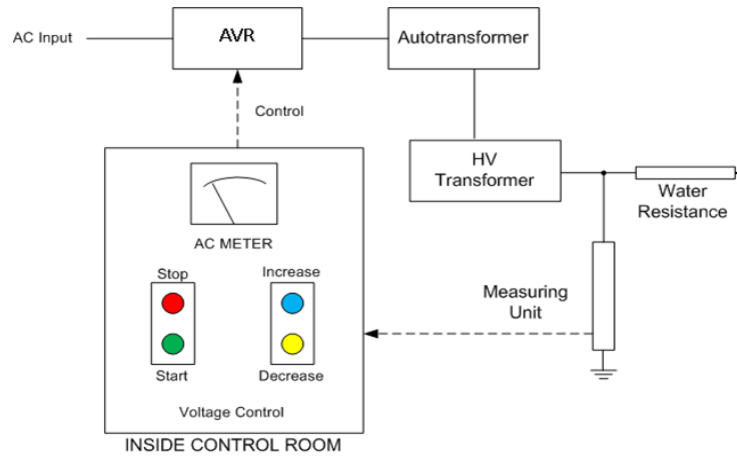 AC Input
AVR
Autotransformer
Control
HV
Transformer
Water
Resistance
AC METER
Stop
Increase
Measuring
Unit
Start
Decrease
Voltage Control
INSIDE CONTROL ROOM